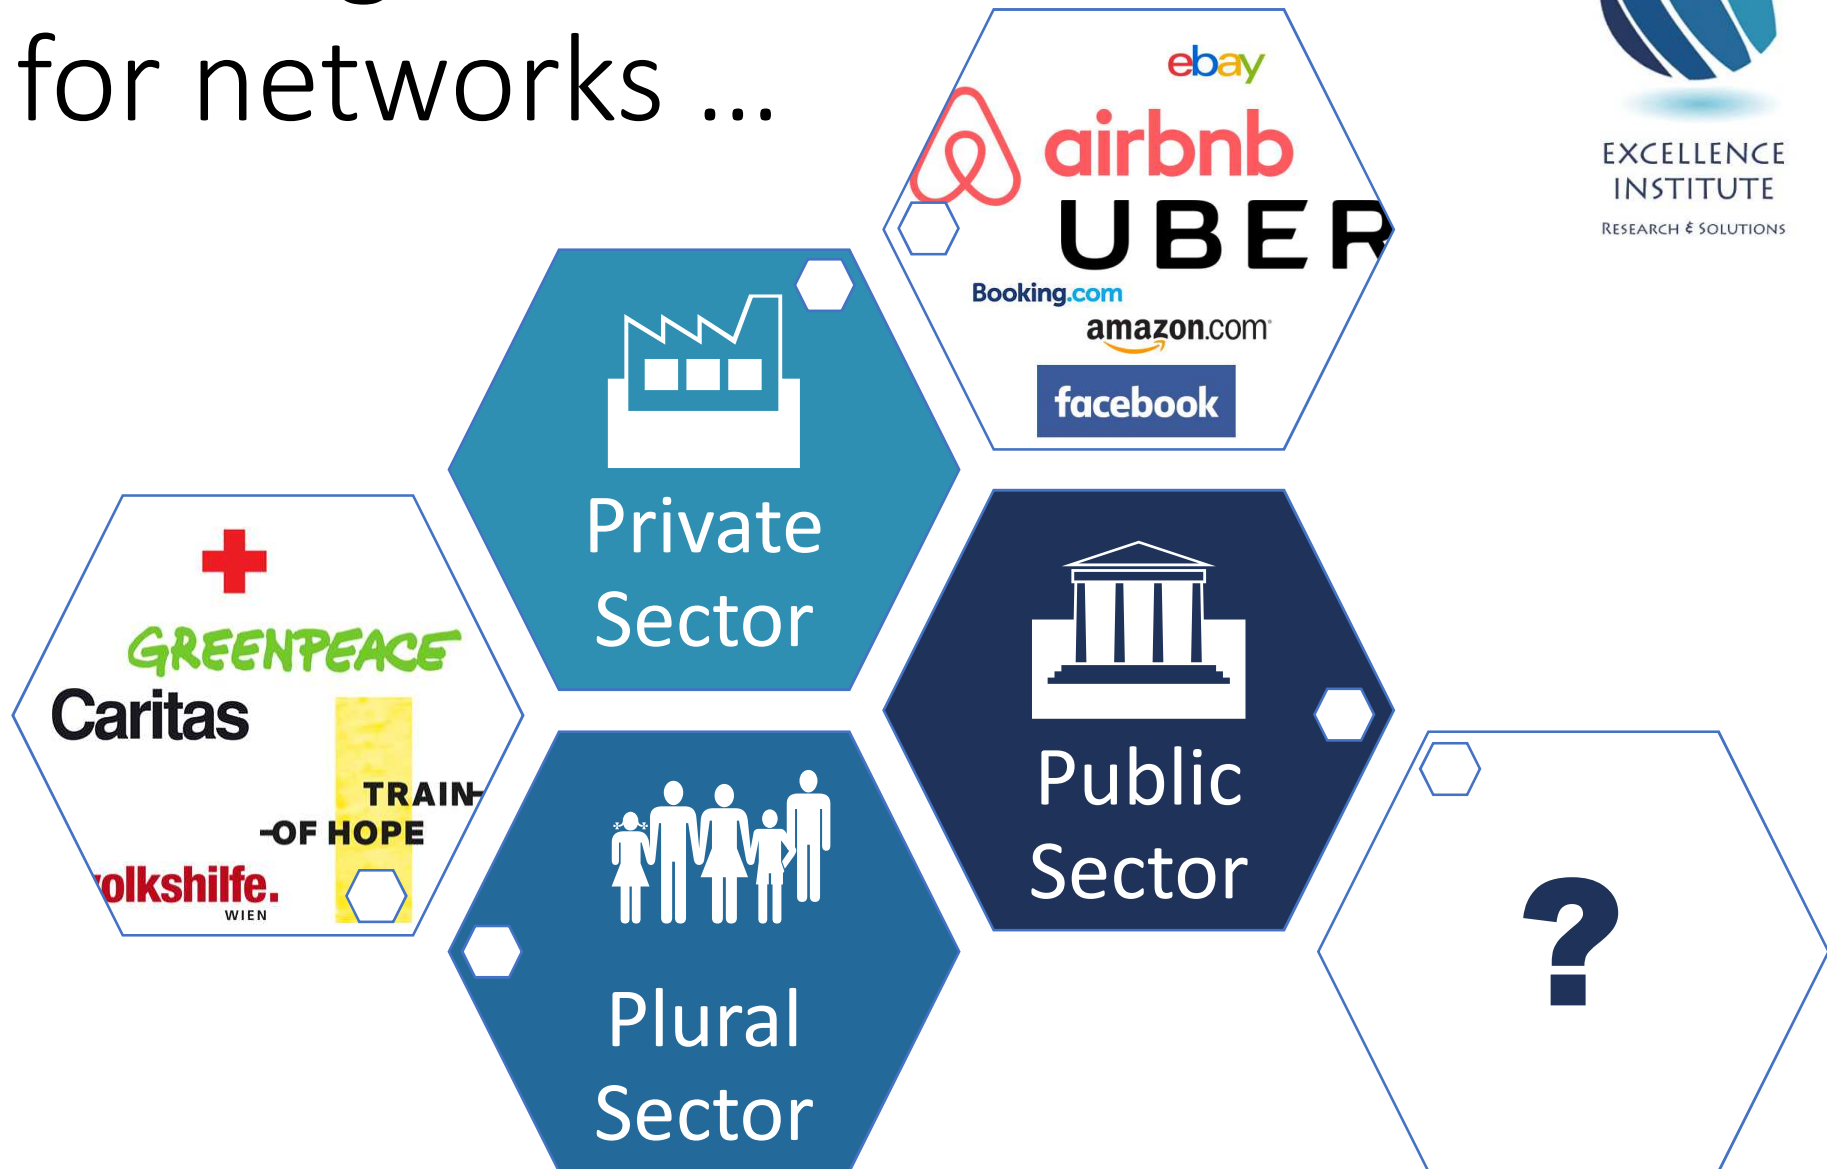 for networks ...
EXCELLENCE
INSTITUTE
RESEARCH & SOLUTIONS
ebay
airbnb
UBER
Booking.com
amazon.com
facebook
Private
Sector
GREENPEACE
Caritas
TRAIN-
-OF HOPE
olkshilfe.
WIEN
Public
Sector
Plural
Sector
?